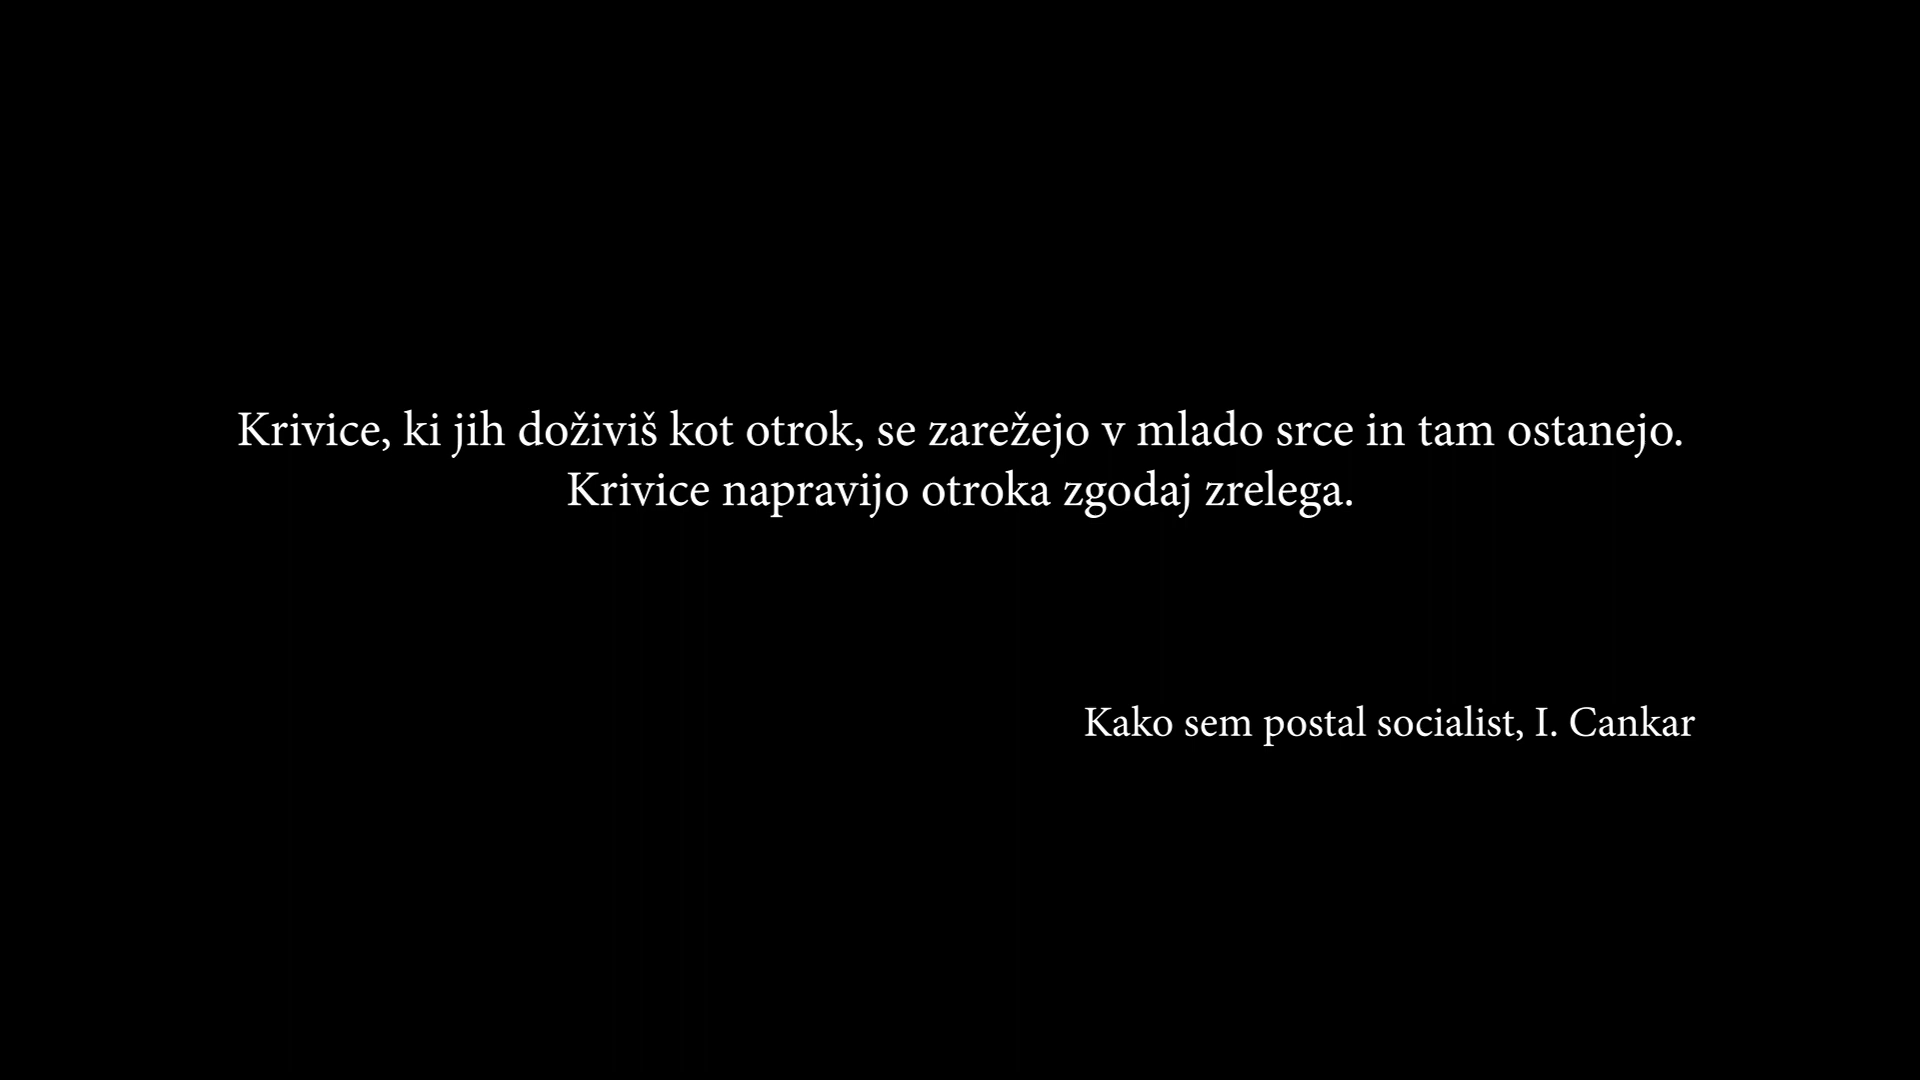 Krivice, ki jih doživiš kot otrok, se zarežejo v mlado srce in tam ostanejo.
Krivice napravijo otroka zgodaj zrelega.
Kako sem postal socialist, I. Cankar